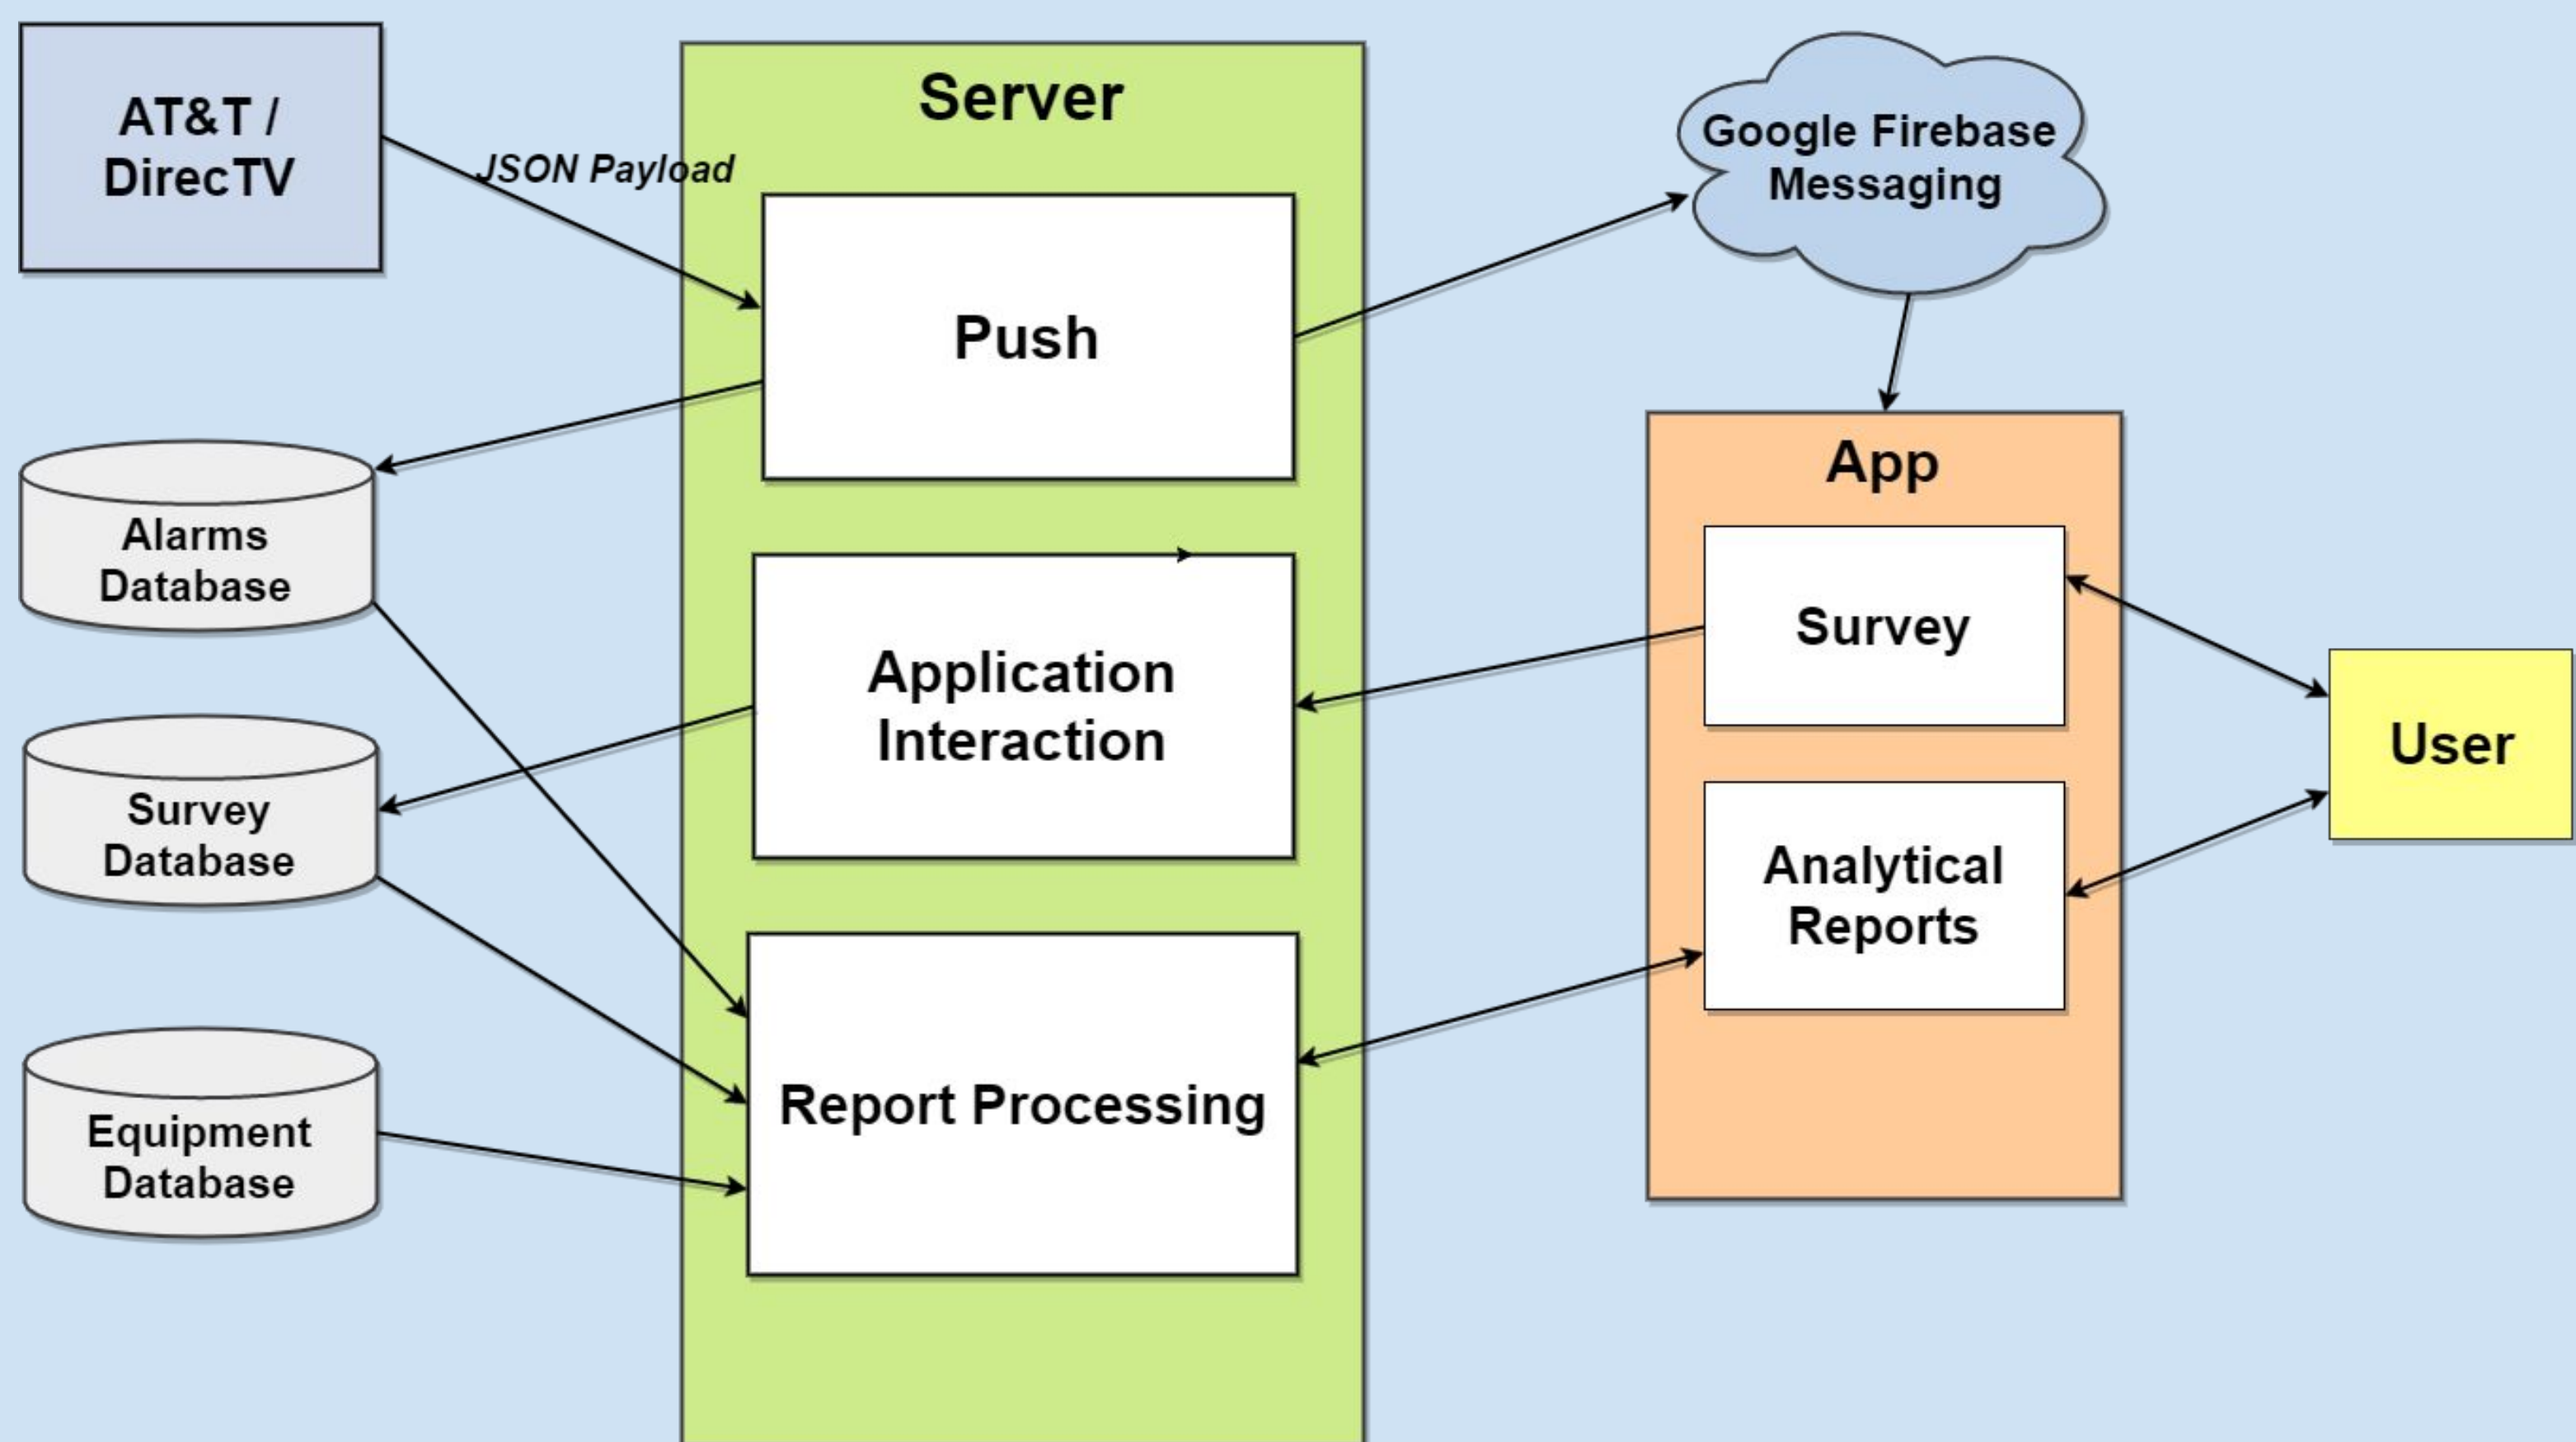 AT&T /
DirecTV
JSON Payload
Server
Push
Google Firebase
Messaging
Alarms
Database
App
Application
Interaction
Survey
User
Survey
Database
Analytical
Reports
Equipment
Database
Report Processing